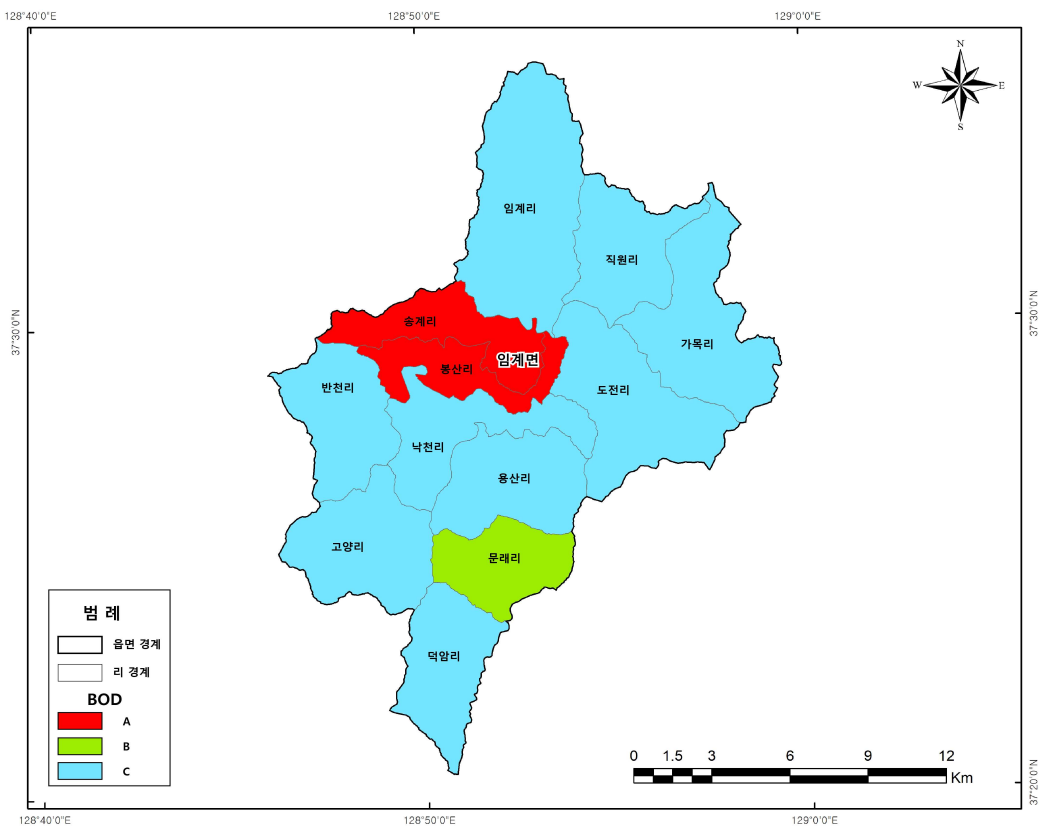 128°40'0"E
128°50'0"E
129°0'0"E
N
W
E
S
임계리
직원리
37°30'0"N
37°30'0"N
송계리
가목리
임계면
봉산리
반천리
도전리
낙천리
용산리
고양리
문래리
범 례
읍면 경계
덕암리
리 경계
BOD
A
B
C
0 1.5 3 6 9 12
Km
37°20'0"N
128°40'0"E
128°50'0"E
129°0'0"E